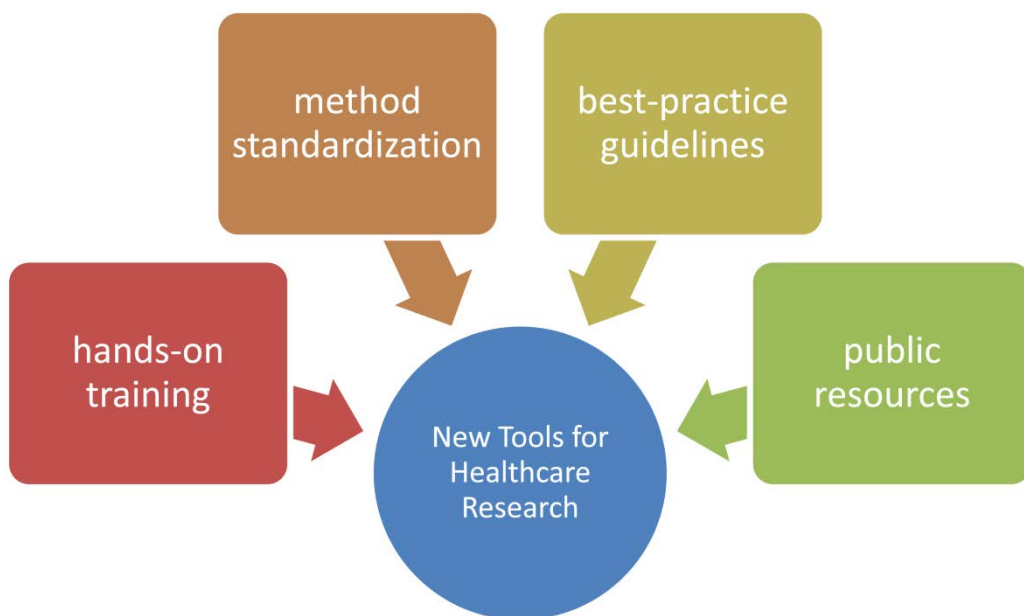 method
standardization
best-practice
guidelines
hands-on
training
public
resources
New Tools for
Healthcare
Research